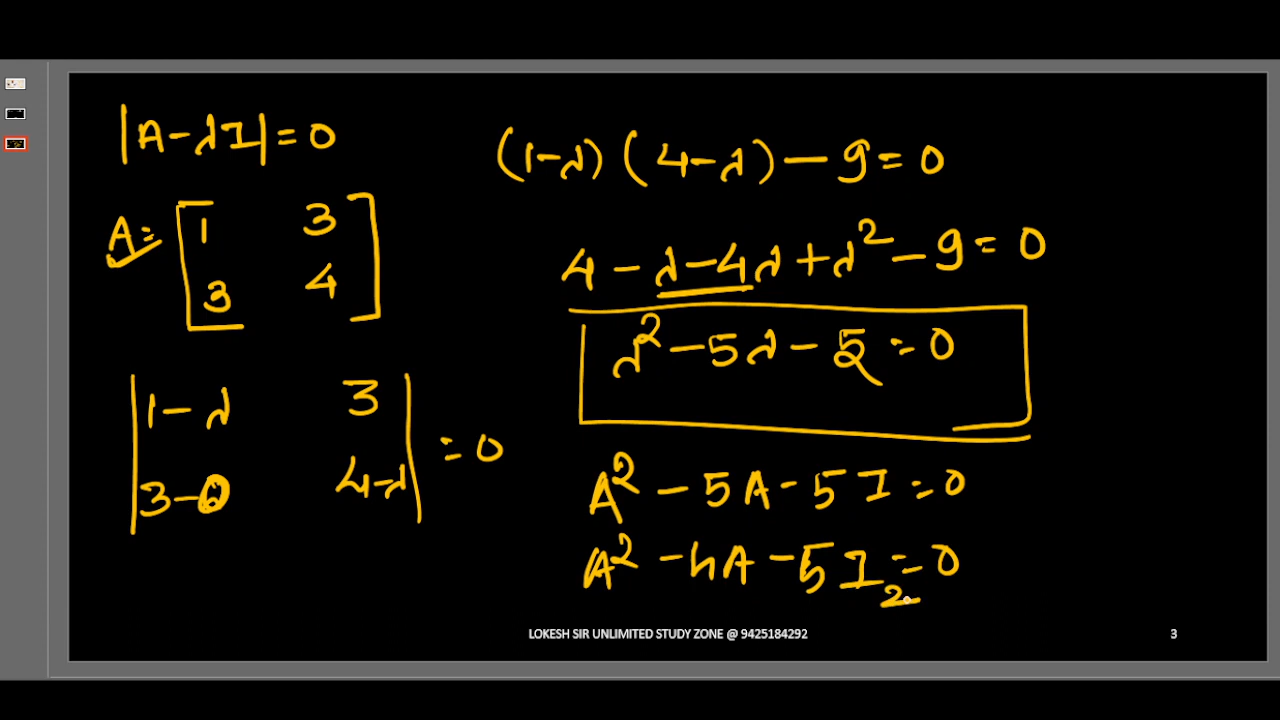 |A-λI|=0
A= [1 3
3 4]
|1-λ 3
3-0 4-λ| =0
(1-λ) (4-λ) - 9=0
4 - λ-4λ+λ² - 9=0
λ² - 5λ - 5 = 0
A² - 5A - 5I=0
A² - nA - 5I₂=0
LOKESH SIR UNLIMITED STUDY ZONE @ 9425184292
3